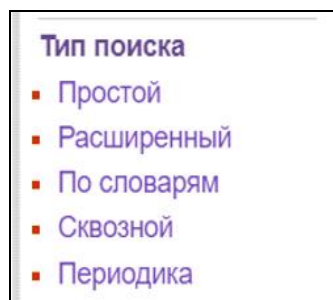 Тип поиска
Простой
Расширенный
По словарям
Сквозной
Периодика